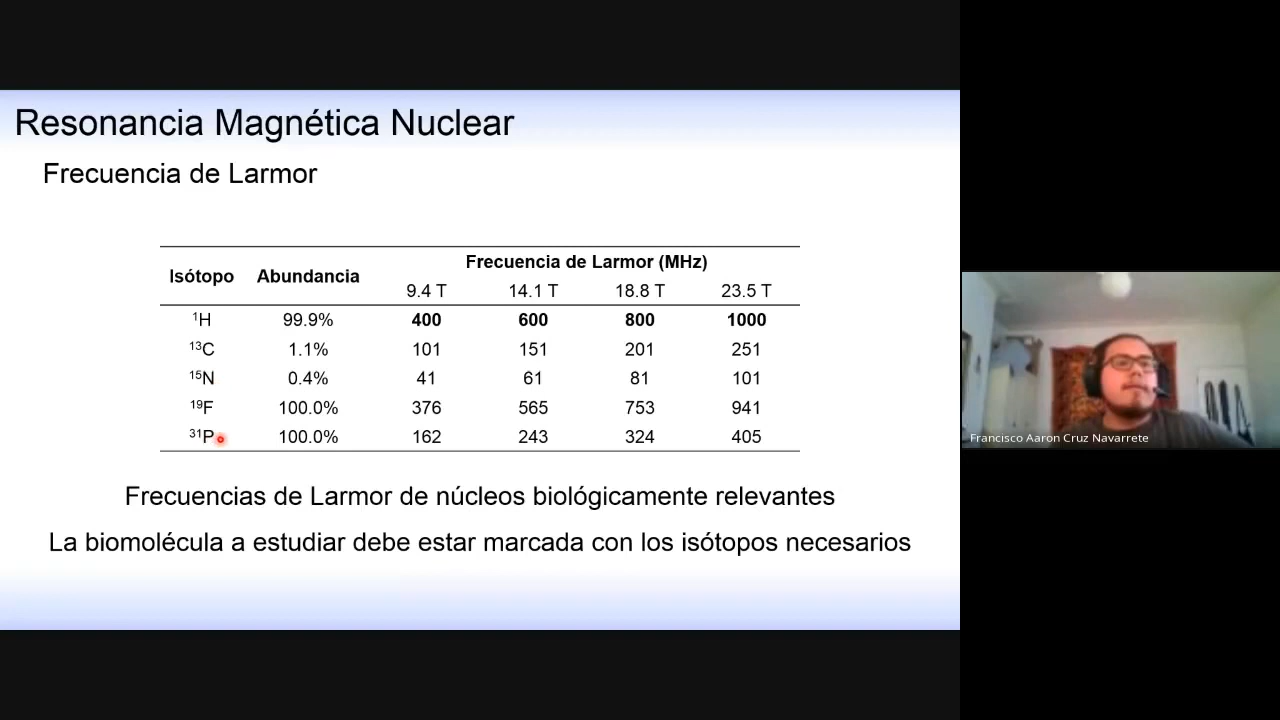 Resonancia Magnética Nuclear
Frecuencia de Larmor
Isótopo Abundancia Frecuencia de Larmor (MHz)
9.4 T 14.1 T 18.8 T 23.5 T
¹H 99.9% 400 600 800 1000
¹³C 1.1% 101 151 201 251
¹⁵N 0.4% 41 61 81 101
¹⁹F 100.0% 376 565 753 941
³¹P 100.0% 162 243 324 405
Frecuencias de Larmor de núcleos biológicamente relevantes
La biomolécula a estudiar debe estar marcada con los isótopos necesarios
Francisco Aaron Cruz Navarrete